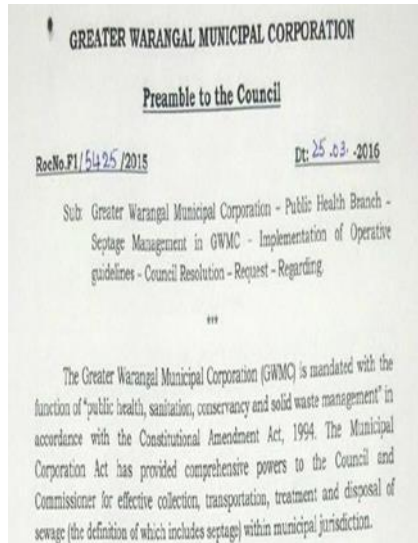 GREATER WARANGAL MUNICIPAL CORPORATION
Preamble to the Council
RocNo.F1/5425/2015 Dt: 25.03.-2016
Sub: Greater Warangal Municipal Corporation – Public Health Branch –
Septage Management in GWMC – Implementation of Operative
guidelines – Council Resolution – Request – Regarding.
***
The Greater Warangal Municipal Corporation (GWMC) is mandated with the
function of "public health, sanitation, conservancy and solid waste management" in
accordance with the Constitutional Amendment Act, 1994. The Municipal
Corporation Act has provided comprehensive powers to the Council and
Commissioner for effective collection, transportation, treatment and disposal of
sewage (the definition of which includes septage) within municipal jurisdiction.